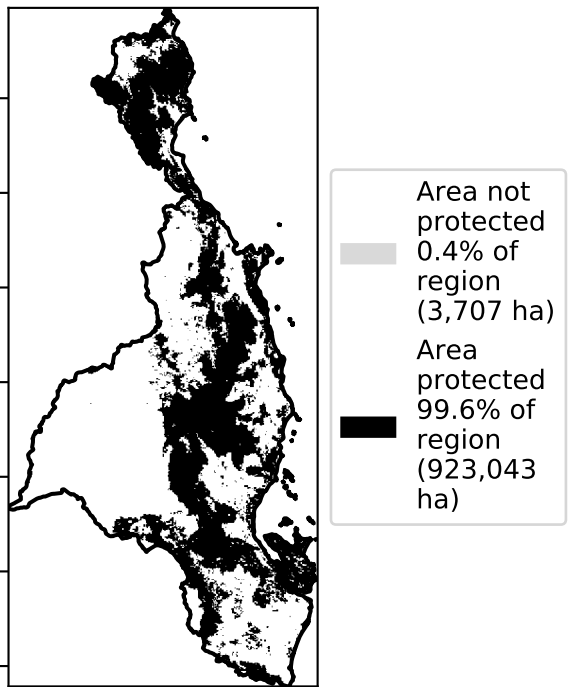 Area not
protected
0.4% of
region
(3,707 ha)
Area
protected
99.6% of
region
(923,043
ha)